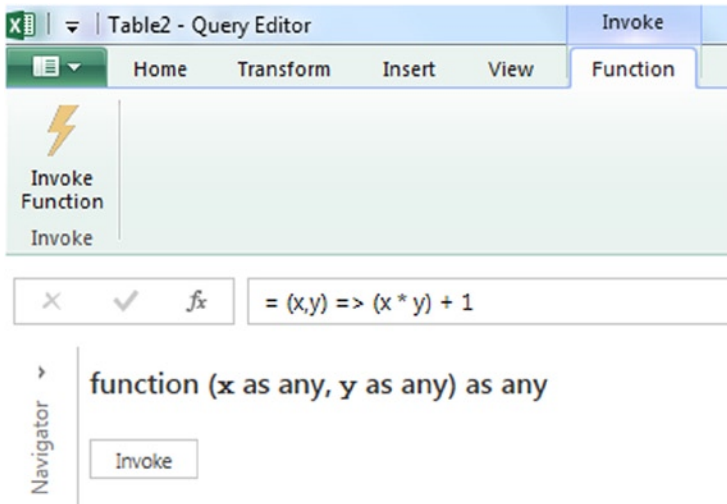 Table2 - Query Editor
Invoke
Home Transform Insert View Function
Invoke
Function
Invoke
fx = (x,y) => (x * y) + 1
function (x as any, y as any) as any
Navigator
Invoke